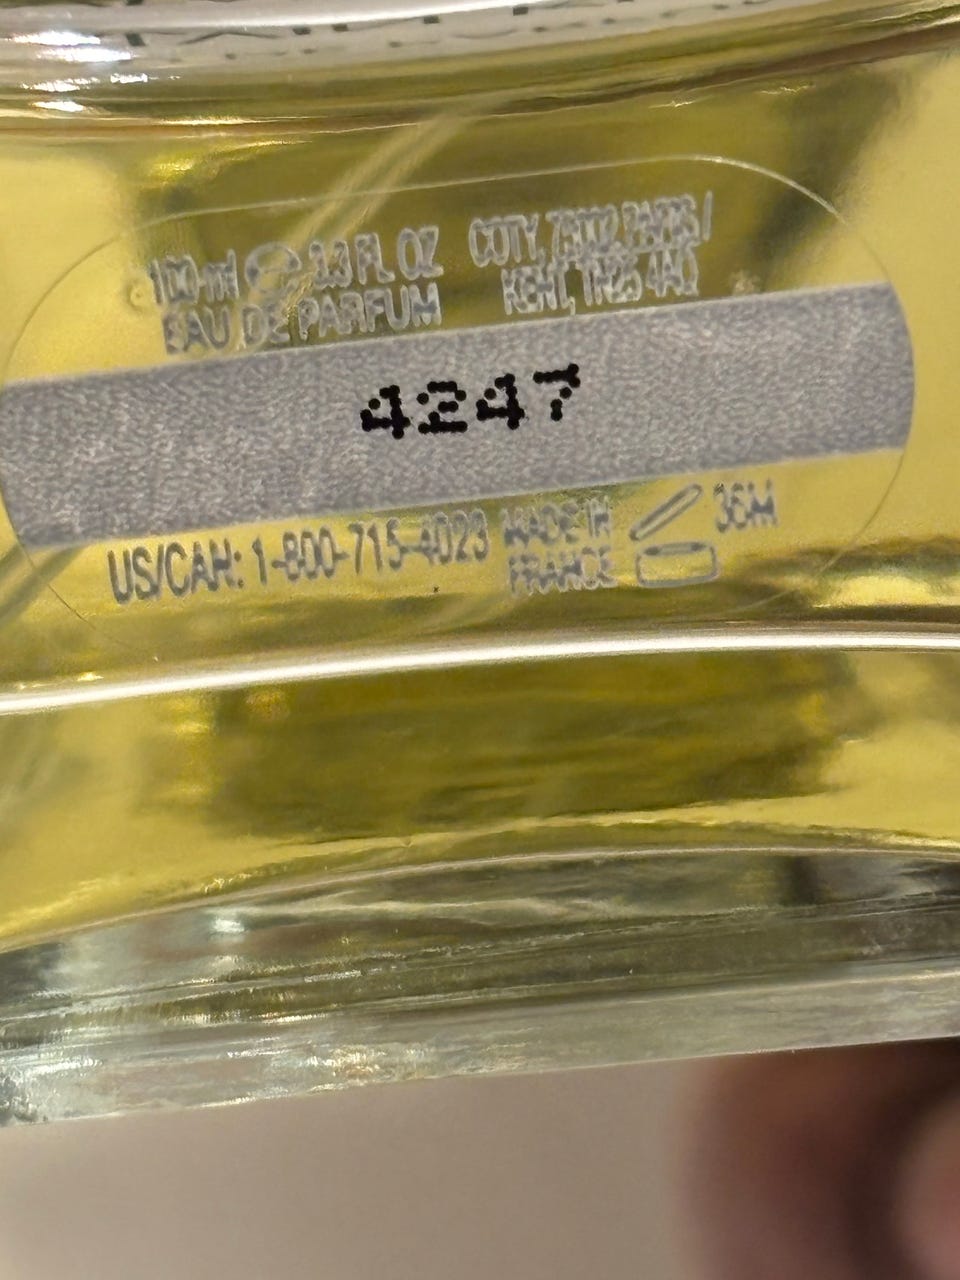 100 ml ℮ 3.3 FL OZ
EAU DE PARFUM
COTY, 75002, PARIS /
KENT, TN25 4AQ
4247
US/CAN: 1-800-715-4023
MADE IN
FRANCE
36M